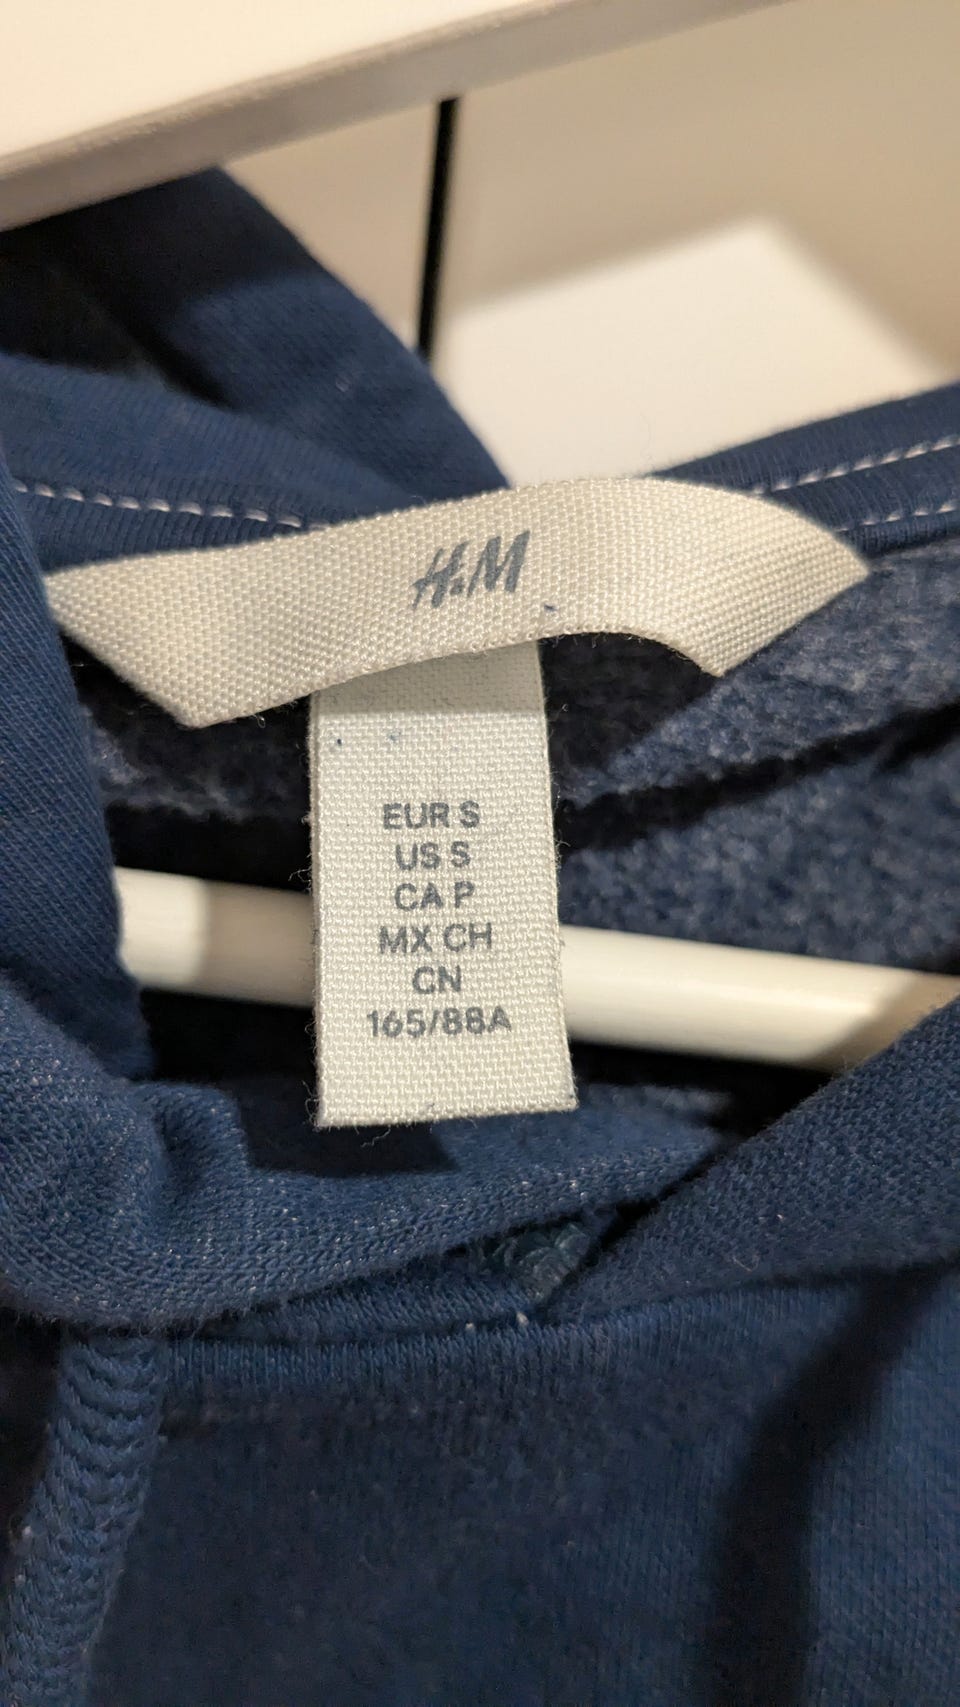 H&M
EUR S
US S
CA P
MX CH
CN
165/88A